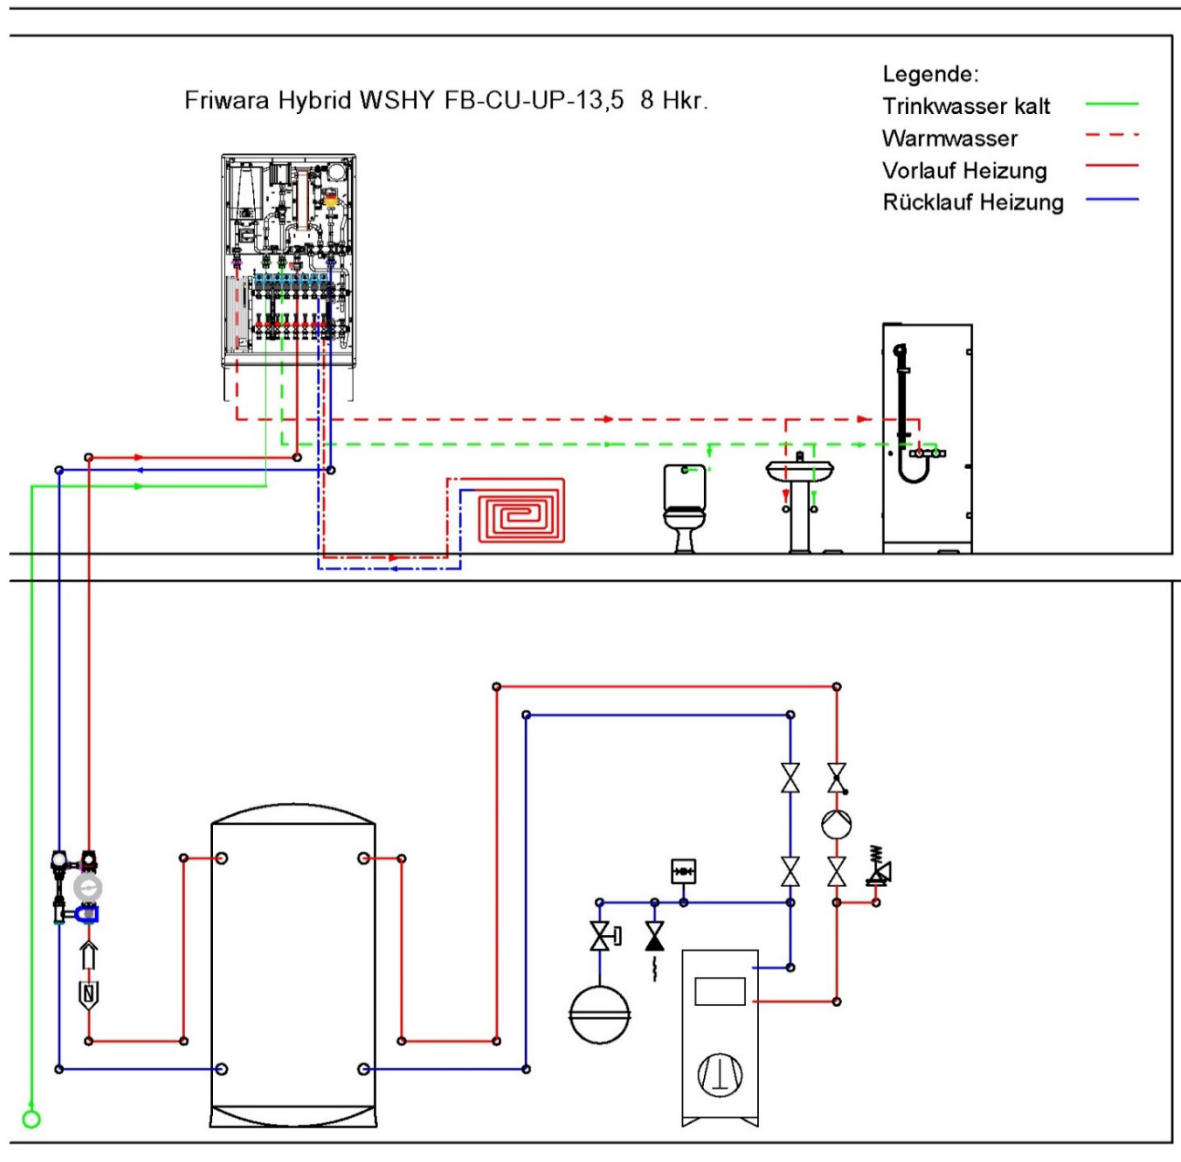 Friwara Hybrid WSHY FB-CU-UP-13,5 8 Hkr.
Legende:
Trinkwasser kalt
Warmwasser
Vorlauf Heizung
Rücklauf Heizung